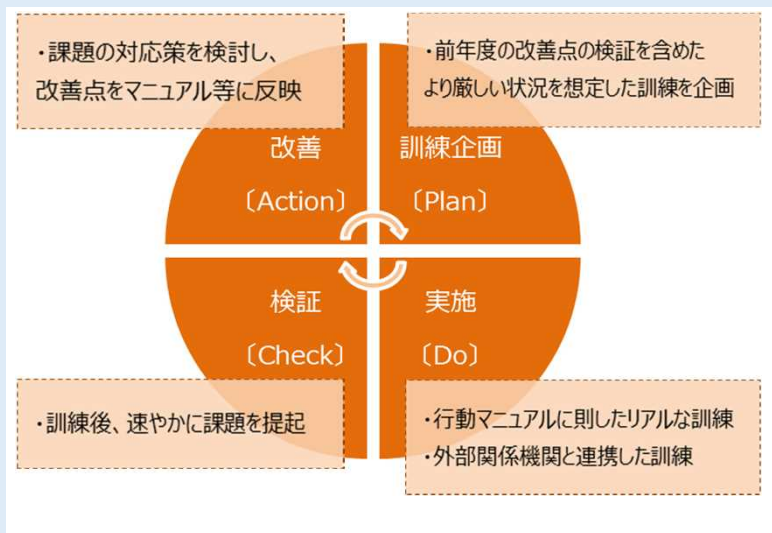 ・課題の対応策を検討し、
改善点をマニュアル等に反映
・前年度の改善点の検証を含めた
より厳しい状況を想定した訓練を企画
改善
〔Action〕
訓練企画
〔Plan〕
検証
〔Check〕
実施
〔Do〕
・訓練後、速やかに課題を提起
・行動マニュアルに則したリアルな訓練
・外部関係機関と連携した訓練